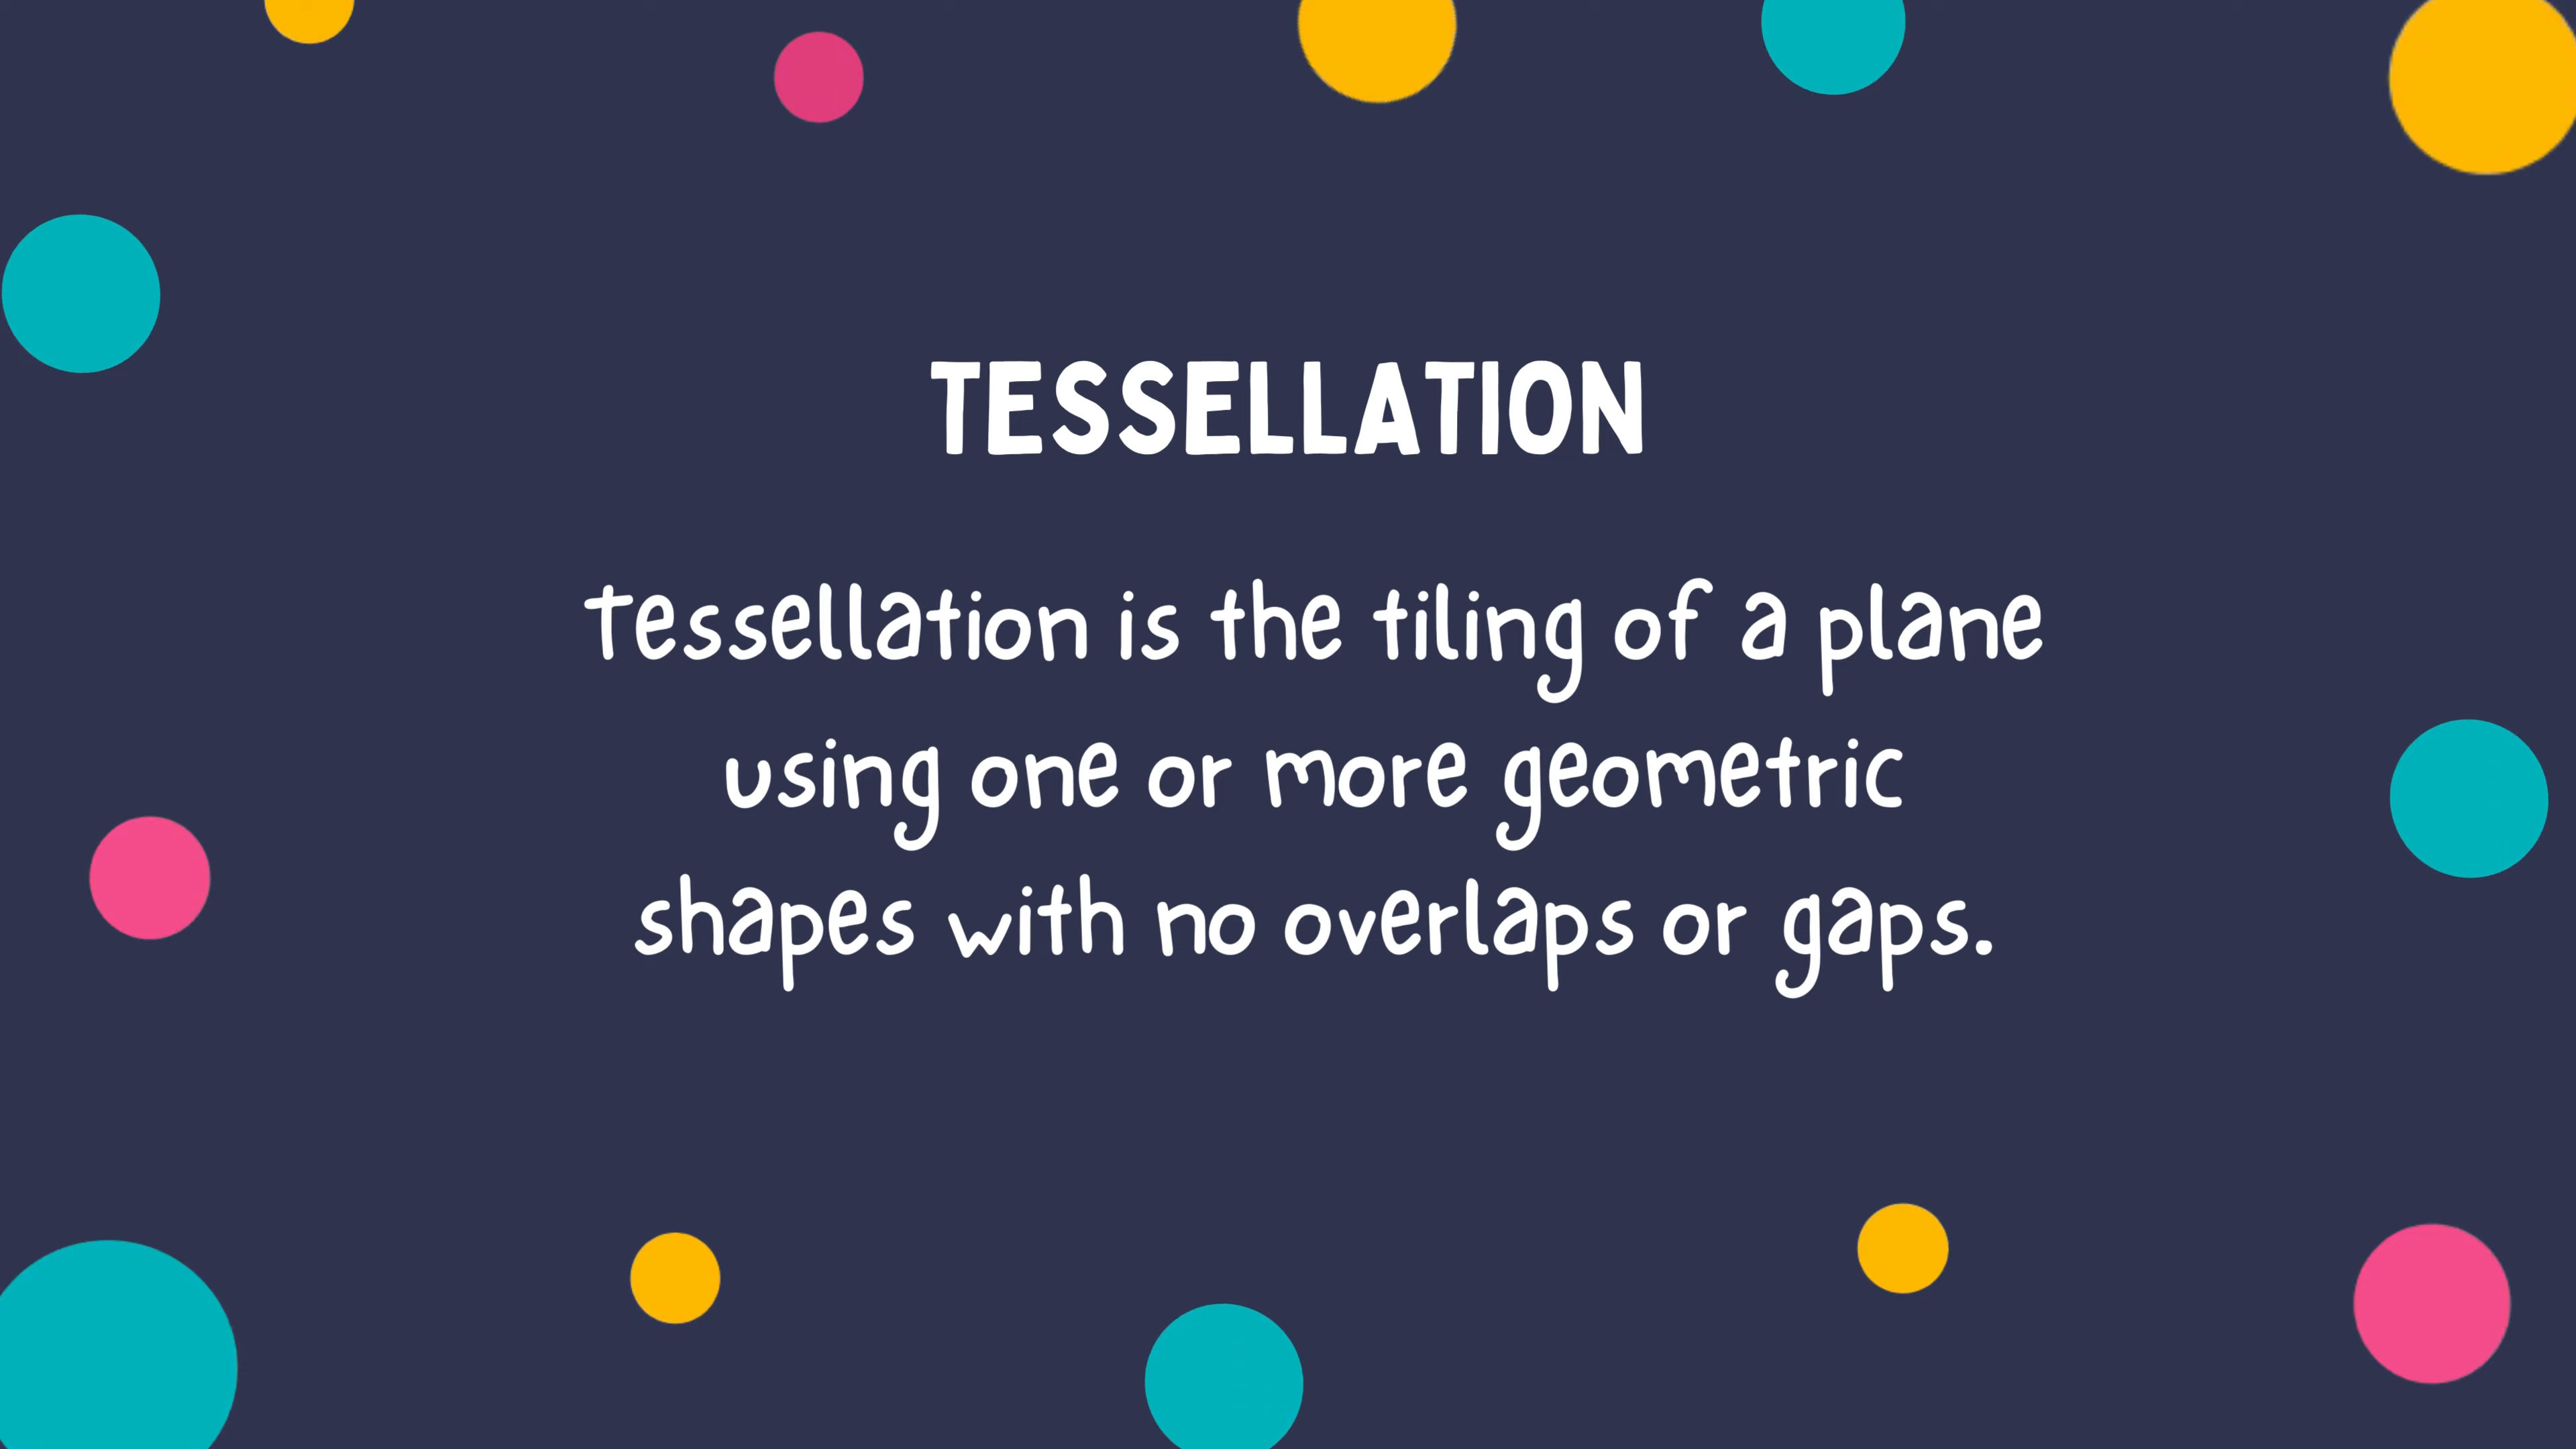 TESSELLATION
Tessellation is the tiling of a plane
using one or more geometric
shapes with no overlaps or gaps.